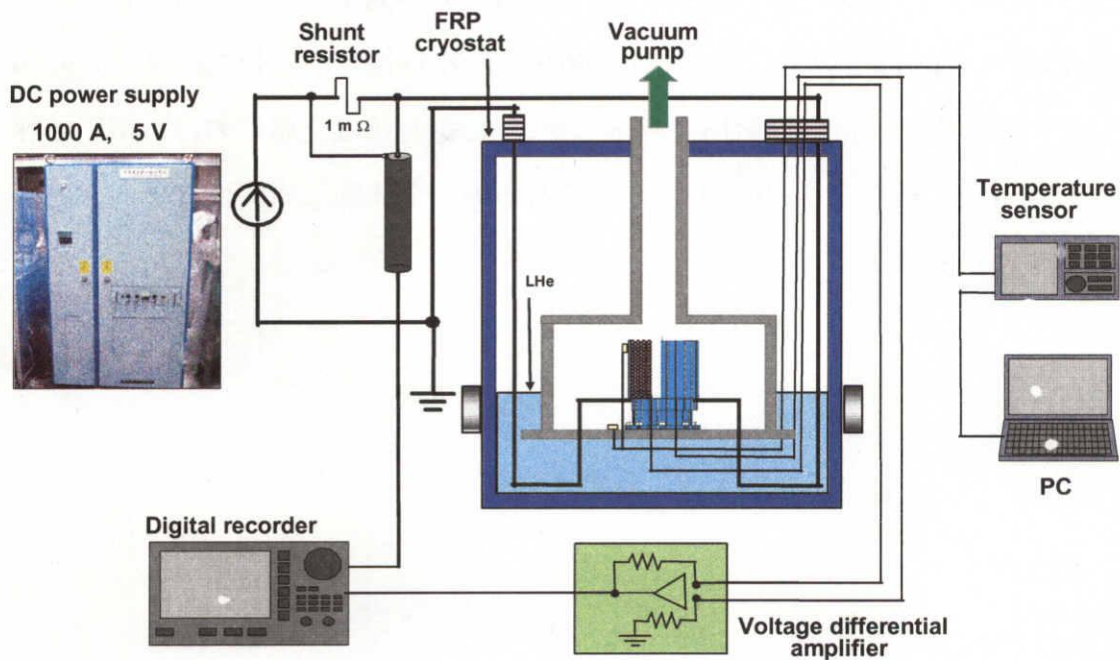 FRP
cryostat
Shunt
resistor
Vacuum
pump
DC power supply
1000 A, 5 V
1 m Ω
Temperature
sensor
LHe
PC
Digital recorder
Voltage differential
amplifier